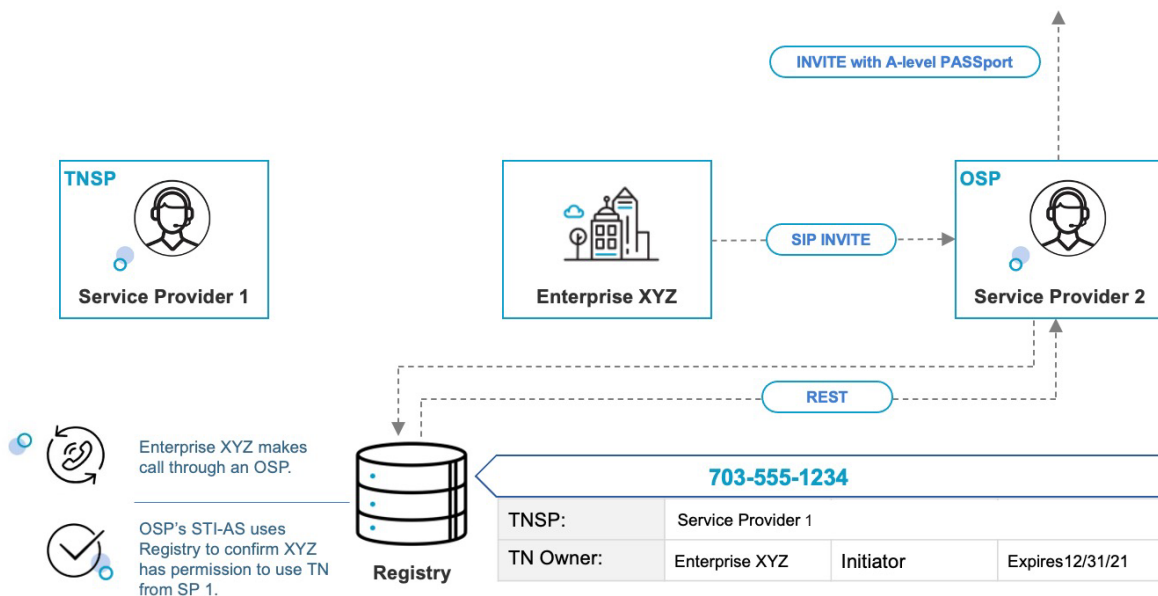 INVITE with A-level PASSport
TNSP
Service Provider 1
Enterprise XYZ
SIP INVITE
OSP
Service Provider 2
REST
Enterprise XYZ makes
call through an OSP.
OSP's STI-AS uses
Registry to confirm XYZ
has permission to use TN
from SP 1.
Registry
703-555-1234
TNSP: Service Provider 1
TN Owner: Enterprise XYZ Initiator Expires12/31/21